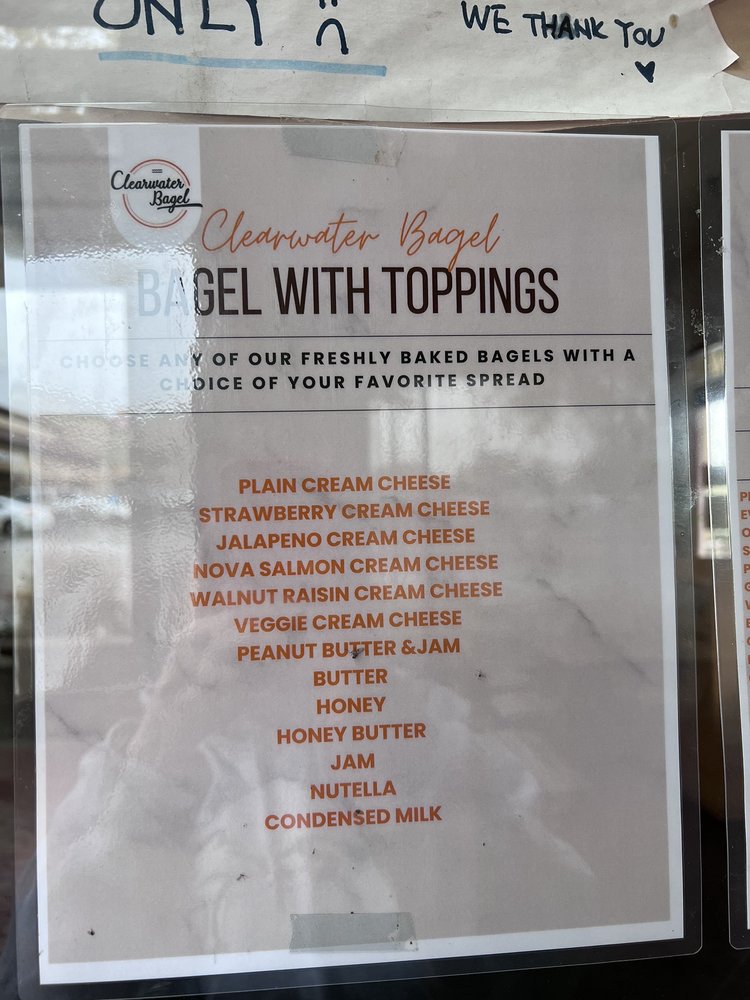 ONLY
WE THANK YOU
Clearwater
Bagel
Clearwater Bagel
BAGEL WITH TOPPINGS
CHOOSE ANY OF OUR FRESHLY BAKED BAGELS WITH A
CHOICE OF YOUR FAVORITE SPREAD
PLAIN CREAM CHEESE
STRAWBERRY CREAM CHEESE
JALAPENO CREAM CHEESE
NOVA SALMON CREAM CHEESE
WALNUT RAISIN CREAM CHEESE
VEGGIE CREAM CHEESE
PEANUT BUTTER &JAM
BUTTER
HONEY
HONEY BUTTER
JAM
NUTELLA
CONDENSED MILK